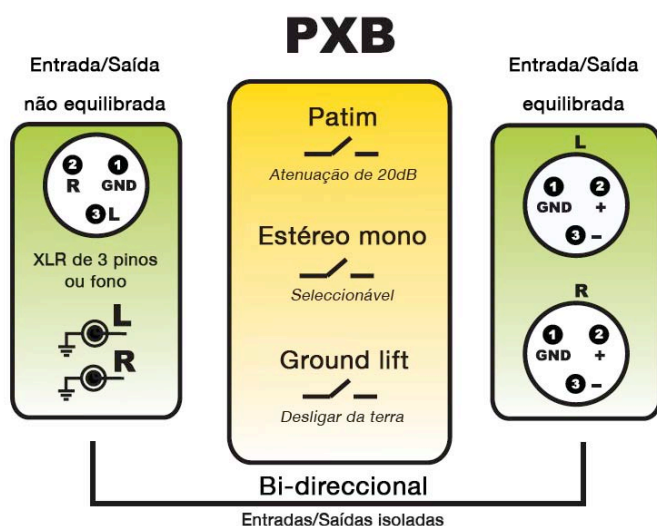 PXB
Entrada/Saída
não equilibrada
2 1
R GND
3 L
XLR de 3 pinos
ou fono
L
R
Patim
Atenuação de 20dB
Estéreo mono
Seleccionável
Ground lift
Desligar da terra
Entrada/Saída
equilibrada
L
1 2
GND +
3 –
R
1 2
GND +
3 –
Bi-direccional
Entradas/Saídas isoladas